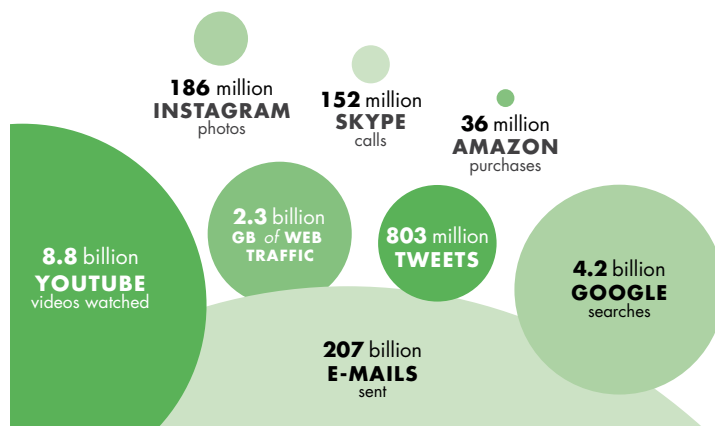 186 million
INSTAGRAM
photos
152 million
SKYPE
calls
36 million
AMAZON
purchases
8.8 billion
YOUTUBE
videos watched
2.3 billion
GB of WEB
TRAFFIC
803 million
TWEETS
4.2 billion
GOOGLE
searches
207 billion
E-MAILS
sent